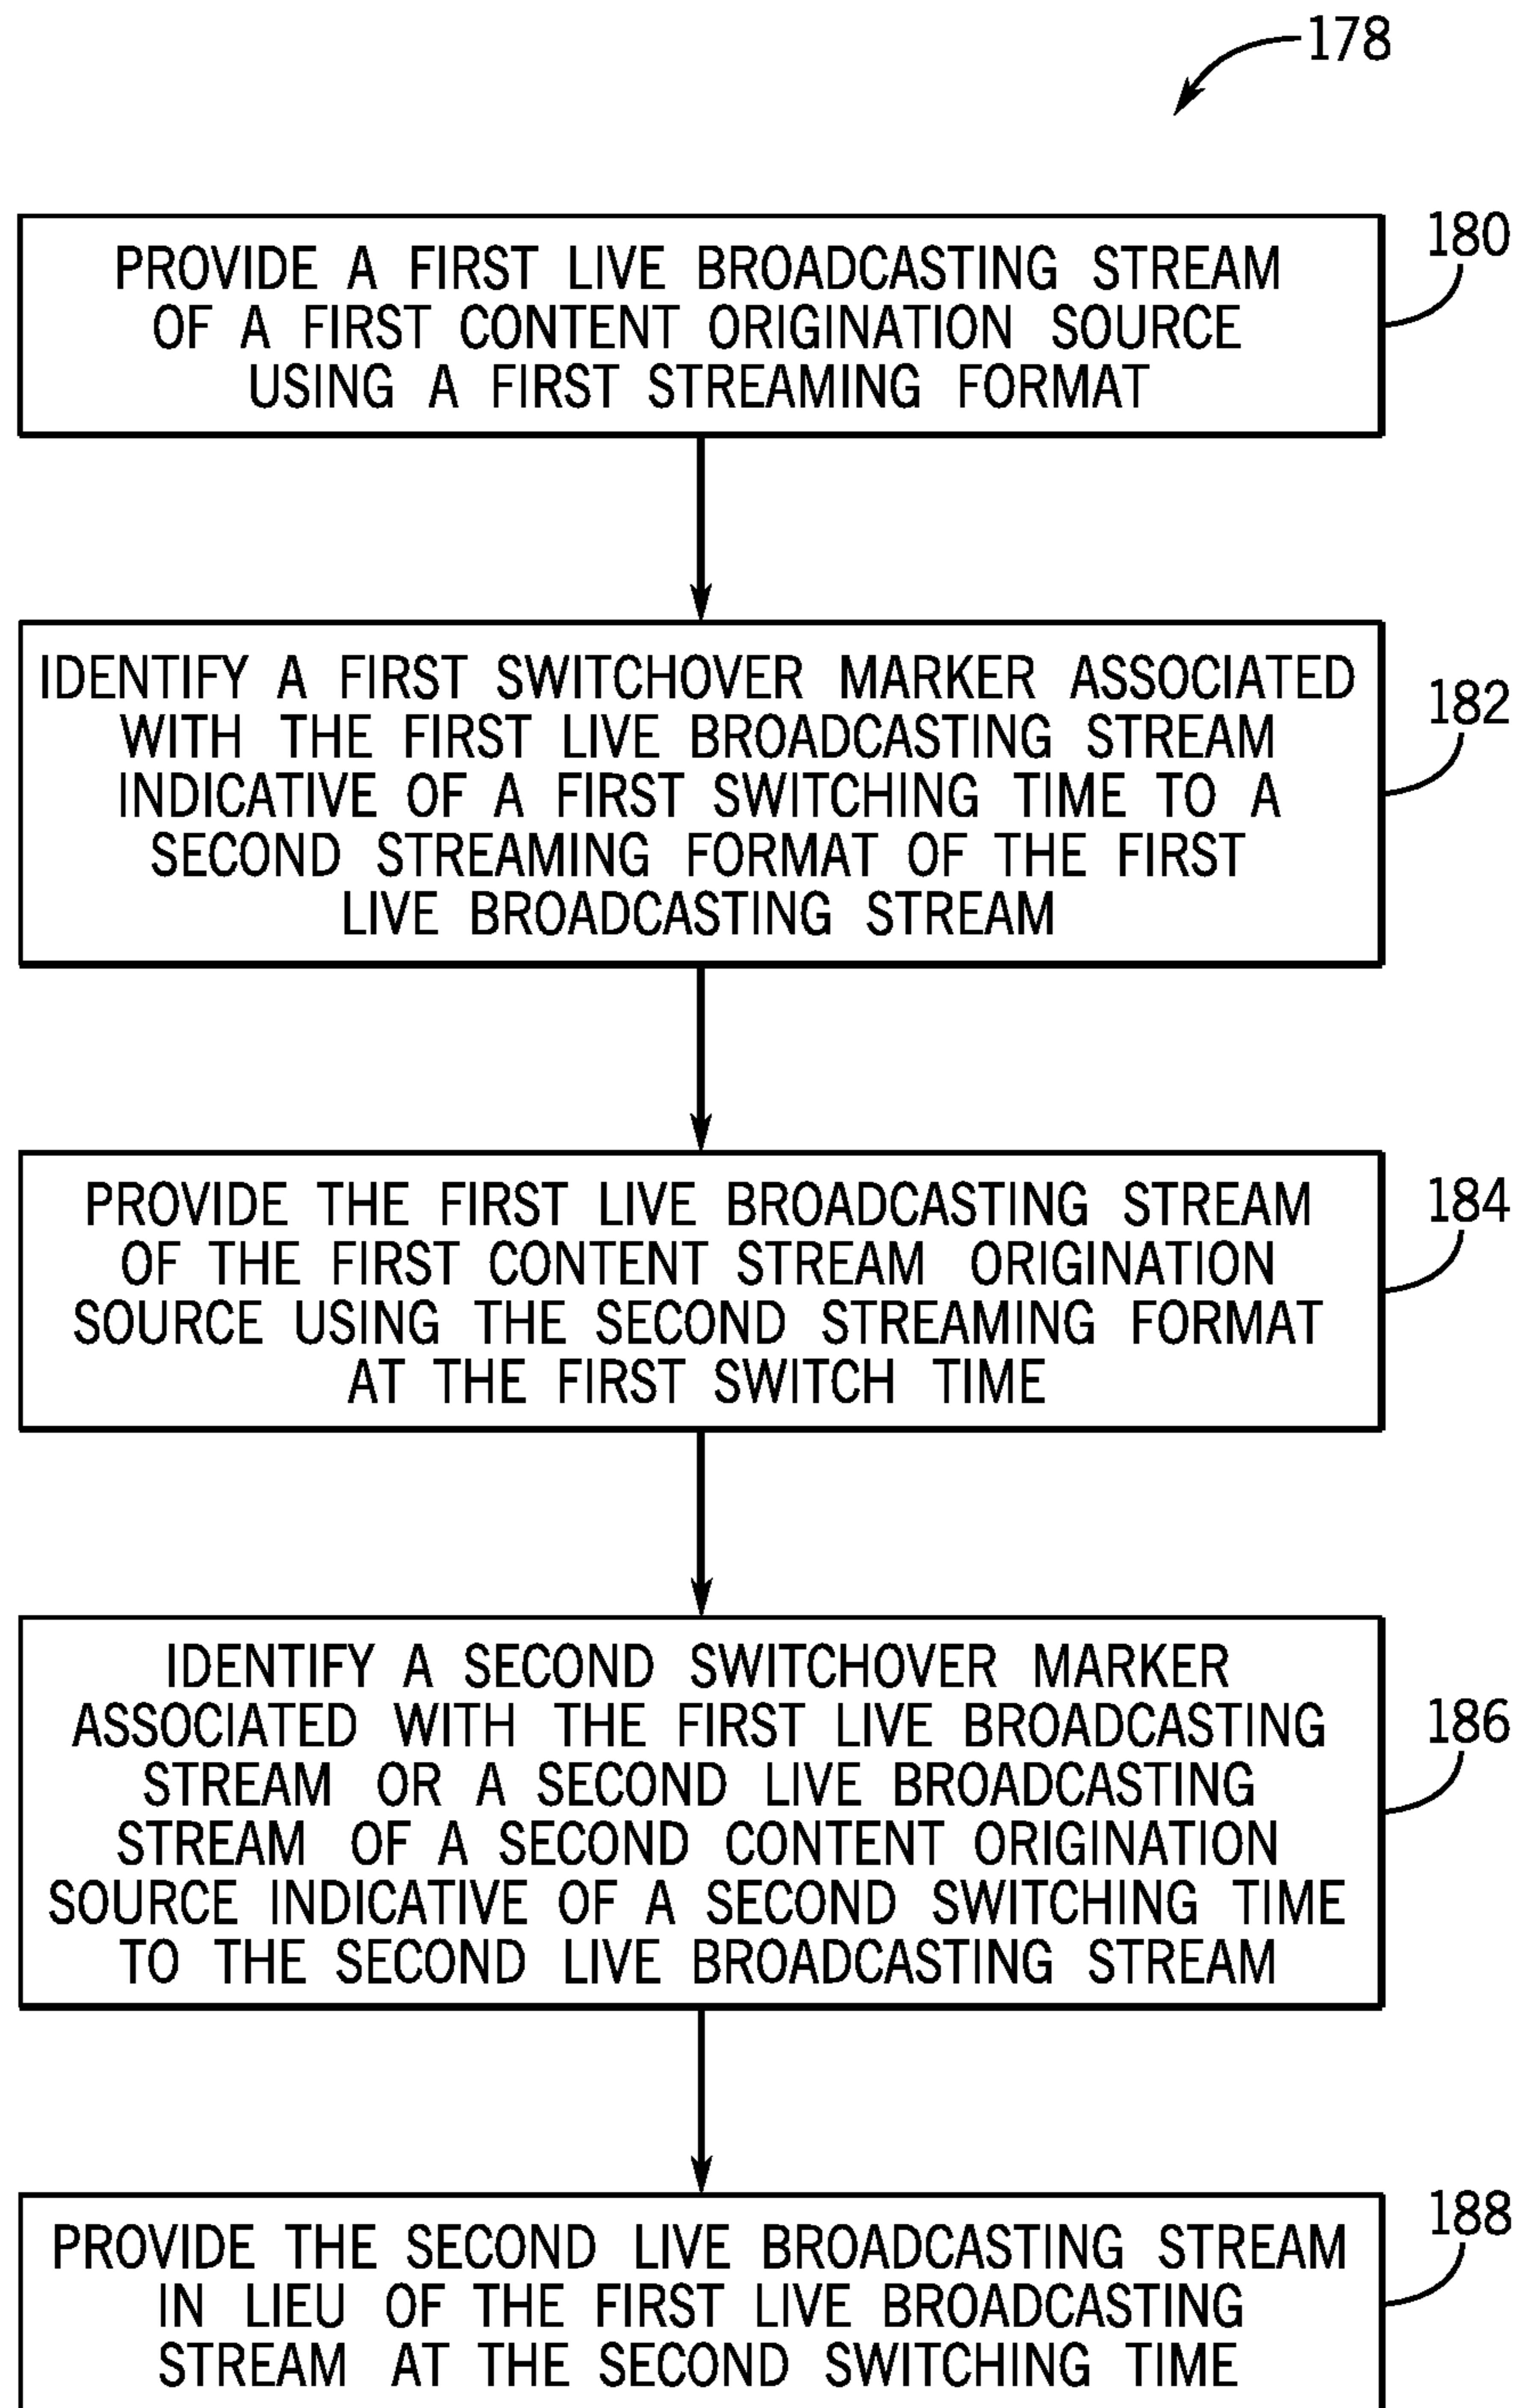 178
PROVIDE A FIRST LIVE BROADCASTING STREAM
OF A FIRST CONTENT ORIGINATION SOURCE
USING A FIRST STREAMING FORMAT
180
IDENTIFY A FIRST SWITCHOVER MARKER ASSOCIATED
WITH THE FIRST LIVE BROADCASTING STREAM
INDICATIVE OF A FIRST SWITCHING TIME TO A
SECOND STREAMING FORMAT OF THE FIRST
LIVE BROADCASTING STREAM
182
PROVIDE THE FIRST LIVE BROADCASTING STREAM
OF THE FIRST CONTENT STREAM ORIGINATION
SOURCE USING THE SECOND STREAMING FORMAT
AT THE FIRST SWITCH TIME
184
IDENTIFY A SECOND SWITCHOVER MARKER
ASSOCIATED WITH THE FIRST LIVE BROADCASTING
STREAM OR A SECOND LIVE BROADCASTING
STREAM OF A SECOND CONTENT ORIGINATION
SOURCE INDICATIVE OF A SECOND SWITCHING TIME
TO THE SECOND LIVE BROADCASTING STREAM
186
PROVIDE THE SECOND LIVE BROADCASTING STREAM
IN LIEU OF THE FIRST LIVE BROADCASTING
STREAM AT THE SECOND SWITCHING TIME
188